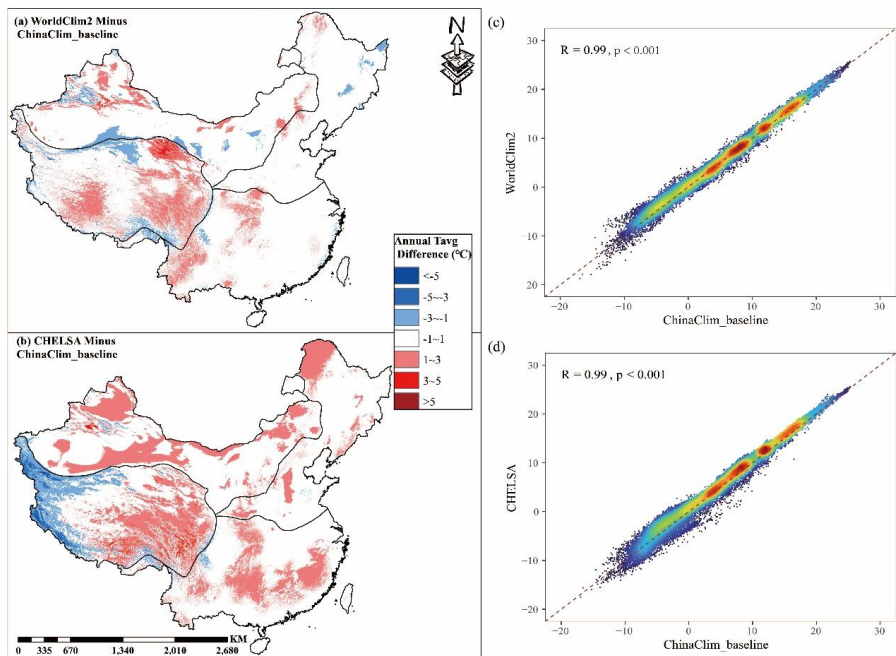 (a) WorldClim2 Minus
ChinaClim_baseline
N
Annual Tavg
Difference (°C)
<-5
-5~-3
-3~-1
-1~1
1~3
3~5
>5
(b) CHELSA Minus
ChinaClim_baseline
KM
0 335 670 1,340 2,010 2,680
(c)
R = 0.99 , p < 0.001
WorldClim2
30
20
10
0
-10
20
-20 -10 0 10 20 30
ChinaClim_baseline
(d)
R = 0.99 , p < 0.001
CHELSA
30
20
10
0
-10
-20
-20 -10 0 10 20 30
ChinaClim_baseline